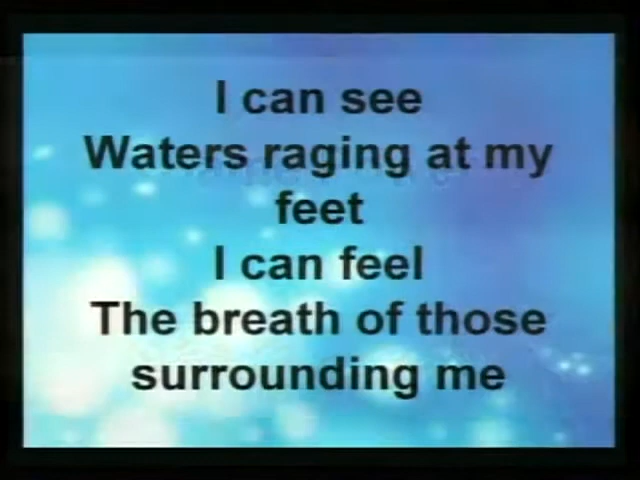 I can see
Waters raging at my
feet
I can feel
The breath of those
surrounding me